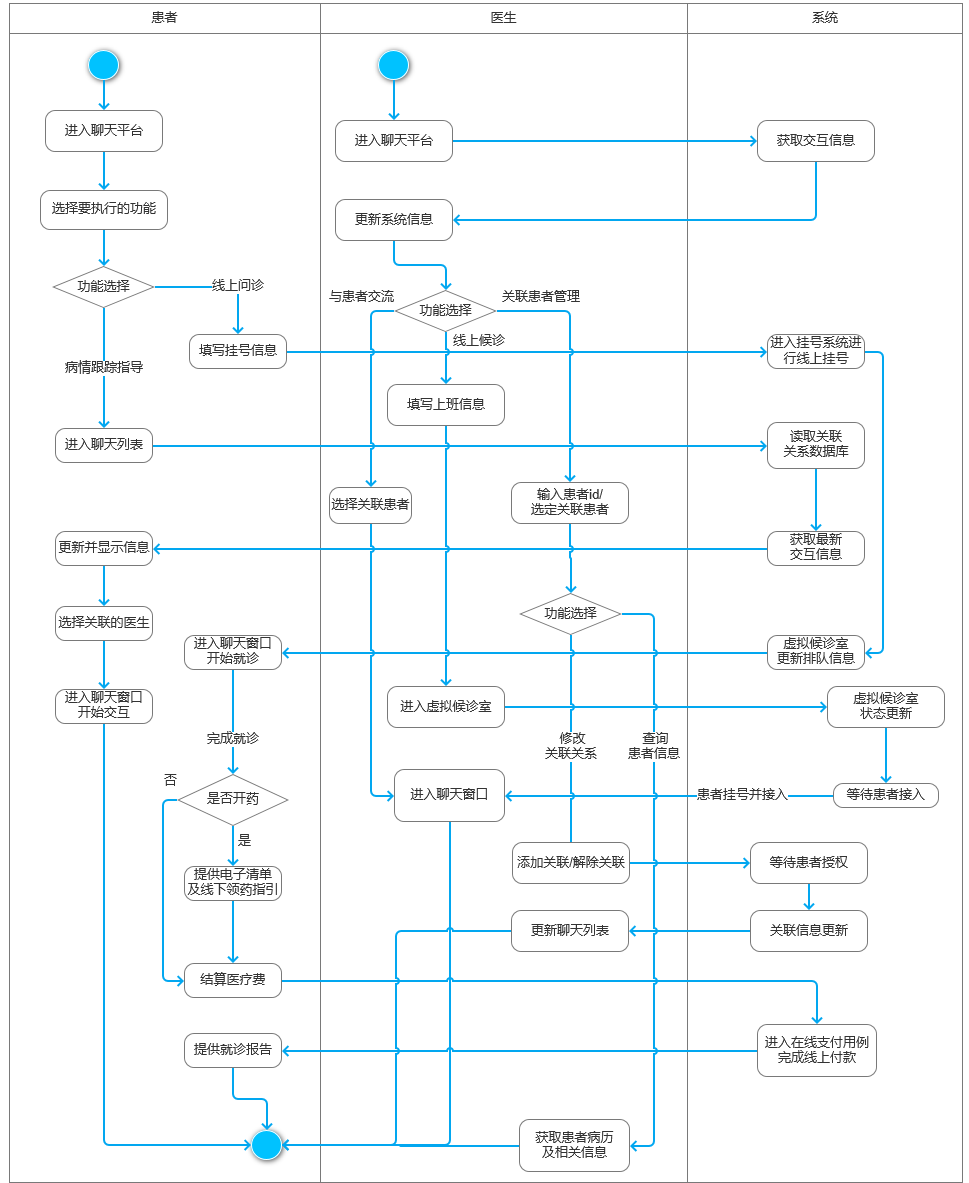 患者
医生
系统
进入聊天平台
进入聊天平台
获取交互信息
选择要执行的功能
更新系统信息
功能选择
线上问诊
与患者交流
功能选择
关联患者管理
线上候诊
填写挂号信息
进入挂号系统进
行线上挂号
病情跟踪指导
填写上班信息
进入聊天列表
读取关联
关系数据库
选择关联患者
输入患者id/
选定关联患者
更新并显示信息
获取最新
交互信息
选择关联的医生
功能选择
进入聊天窗口
开始就诊
虚拟候诊室
更新排队信息
进入聊天窗口
开始交互
进入虚拟候诊室
虚拟候诊室
状态更新
完成就诊
修改
关联关系
查询
患者信息
否
是否开药
进入聊天窗口
患者挂号并接入
等待患者接入
是
添加关联/解除关联
等待患者授权
提供电子清单
及线下领药指引
更新聊天列表
关联信息更新
结算医疗费
进入在线支付用例
完成线上付款
提供就诊报告
获取患者病历
及相关信息